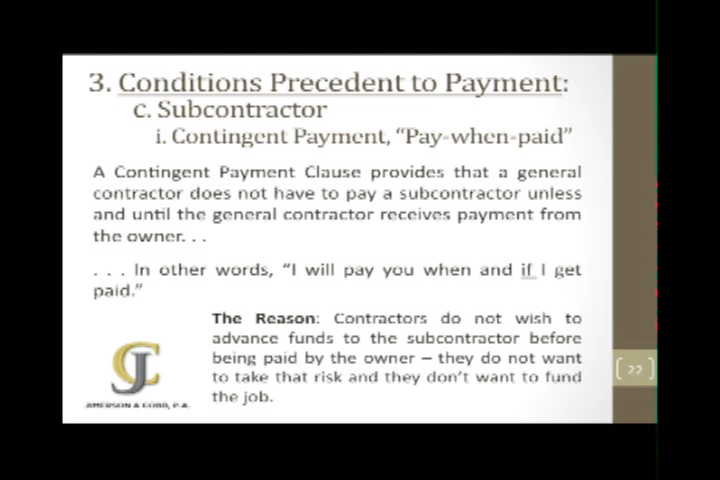 3. Conditions Precedent to Payment:
c. Subcontractor
i. Contingent Payment, “Pay-when-paid”
A Contingent Payment Clause provides that a general
contractor does not have to pay a subcontractor unless
and until the general contractor receives payment from
the owner. . .
. . . In other words, “I will pay you when and if I get
paid.”
The Reason: Contractors do not wish to
advance funds to the subcontractor before
being paid by the owner – they do not want
to take that risk and they don’t want to fund
the job.
JIMERSON & COBB, P.A.
22